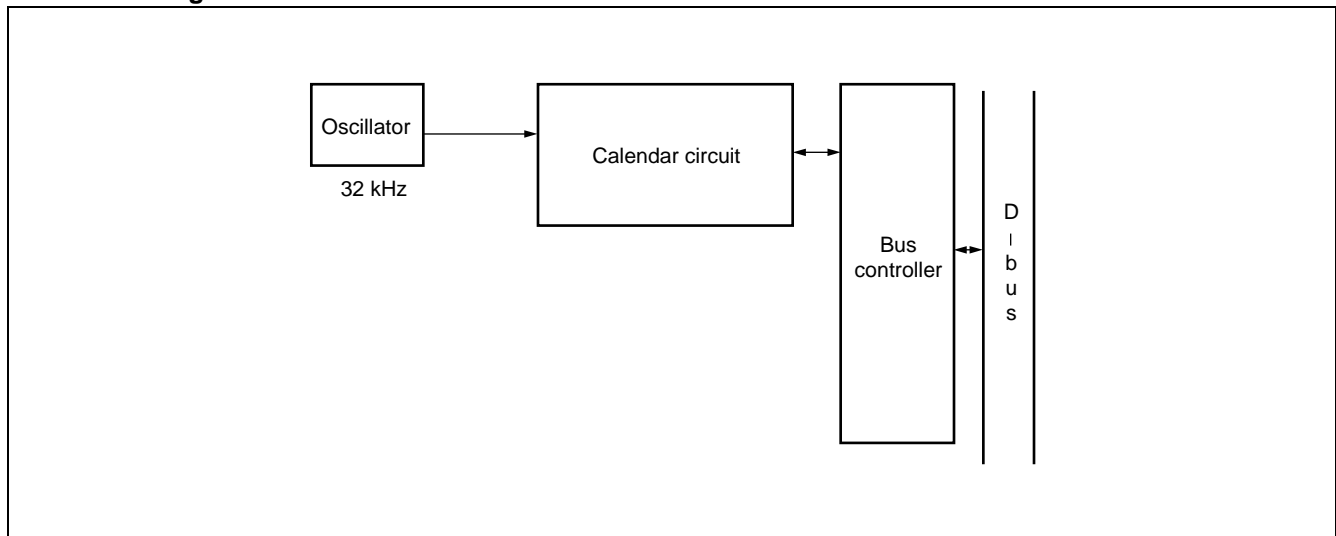 Oscillator
32 kHz
Calendar circuit
Bus
controller
D
–
b
u
s